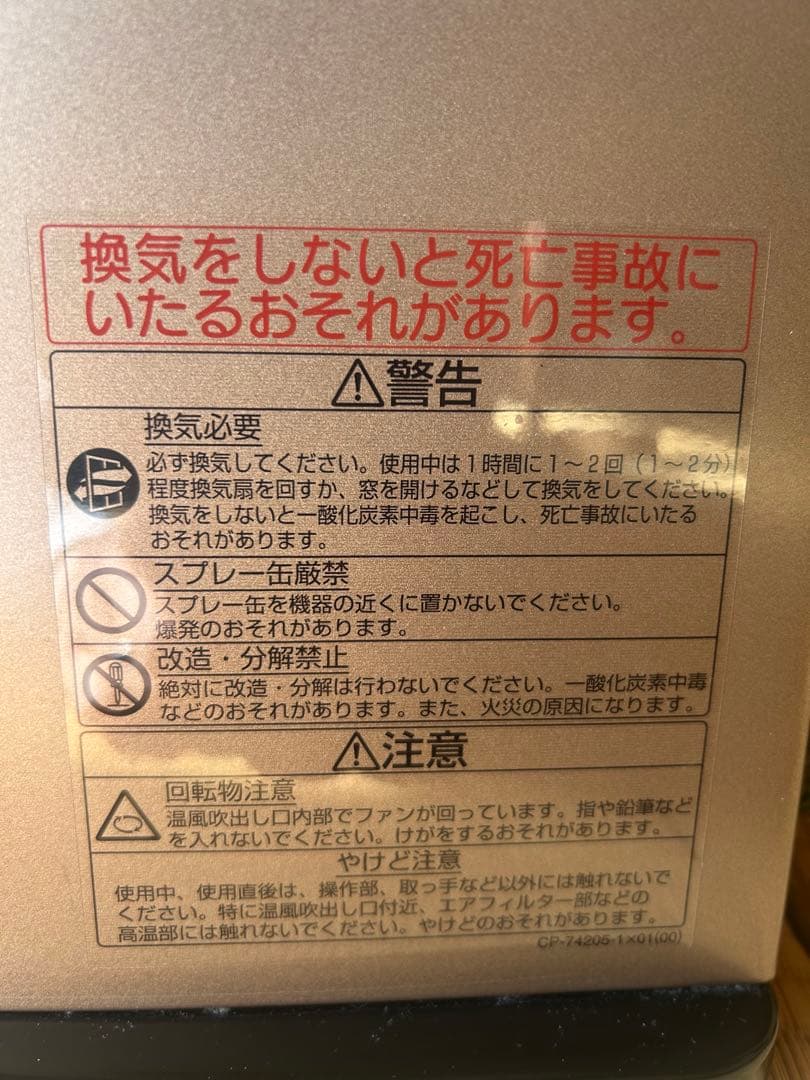 換気をしないと死亡事故に
いたるおそれがあります。
警告
換気必要
必ず換気してください。使用中は1時間に1〜2回(1〜2分)
程度換気扇を回すか、窓を開けるなどして換気をしてください。
換気をしないと一酸化炭素中毒を起こし、死亡事故にいたる
おそれがあります。
スプレー缶厳禁
スプレー缶を機器の近くに置かないでください。
爆発のおそれがあります。
改造・分解禁止
絶対に改造・分解は行わないでください。一酸化炭素中毒
などのおそれがあります。また、火災の原因になります。
注意
回転物注意
温風吹出し口内部でファンが回っています。指や鉛筆など
を入れないでください。けがをするおそれがあります。
やけど注意
使用中、使用直後は、操作部、取っ手など以外には触れないで
ください。特に温風吹出し口付近、エアフィルター部などの
高温部には触れないでください。やけどのおそれがあります。
CP-74205-1×01(00)